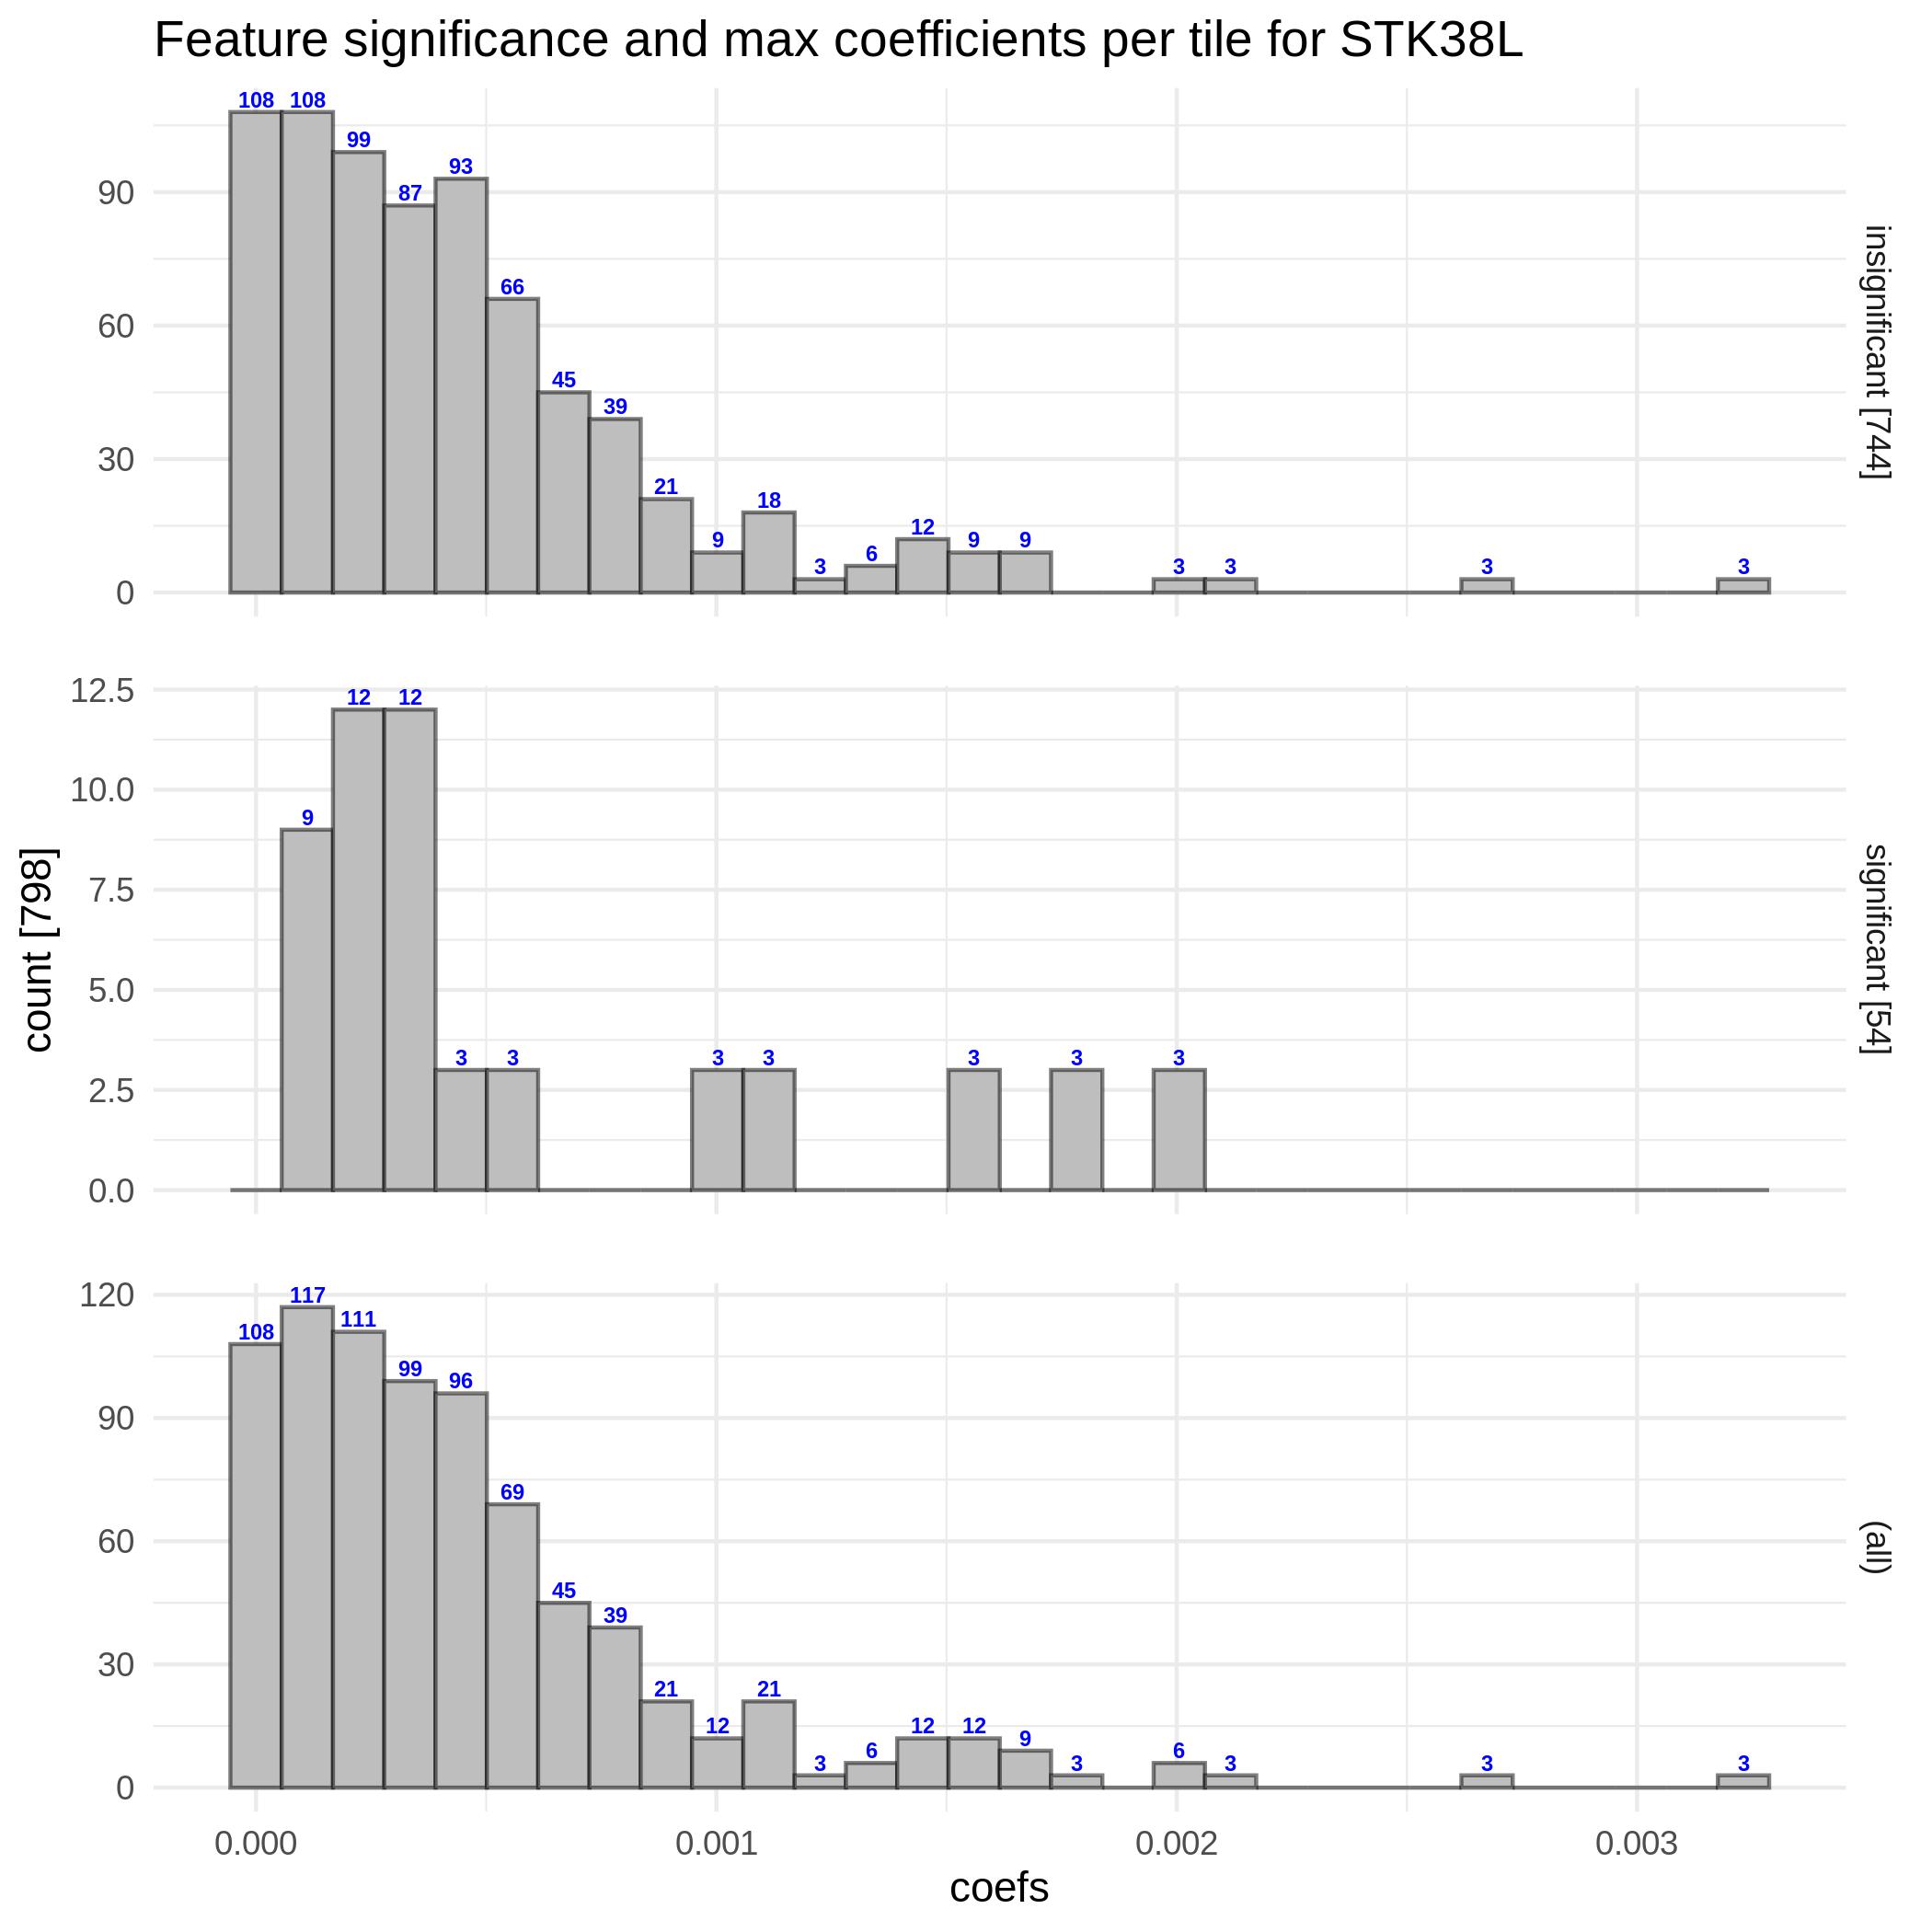 Feature significance and max coefficients per tile for STK38L
108 108 99 87 93 66 45 39 21 9 18 3 6 12 9 9 3 3 3 3
90
60
30
0
insignificant [744]
12 12 9 3 3 3 3 3 3 3
12.5
10.0
7.5
5.0
2.5
0.0
significant [54]
count [798]
108 117 111 99 96 69 45 39 21 12 21 3 6 12 12 9 3 6 3 3 3
120
90
60
30
0
(all)
0.000 0.001 0.002 0.003
coefs